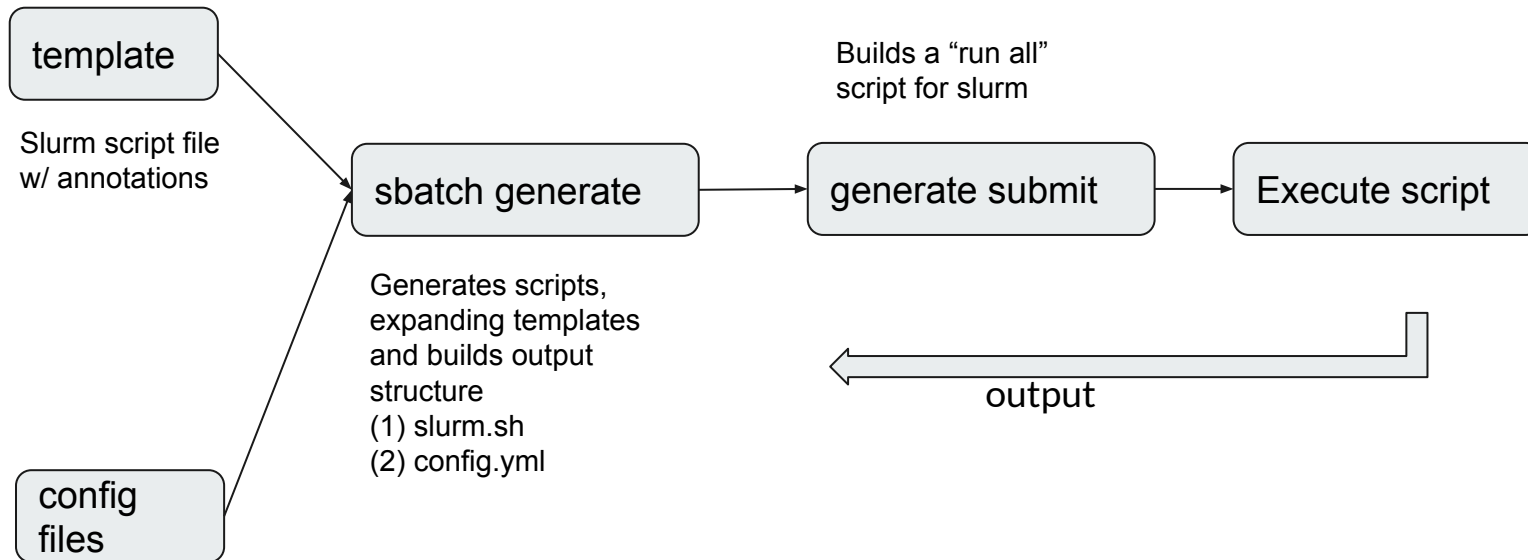 template
Slurm script file
w/ annotations
config
files
sbatch generate
Generates scripts,
expanding templates
and builds output
structure
(1) slurm.sh
(2) config.yml
Builds a “run all”
script for slurm
generate submit
Execute script
output